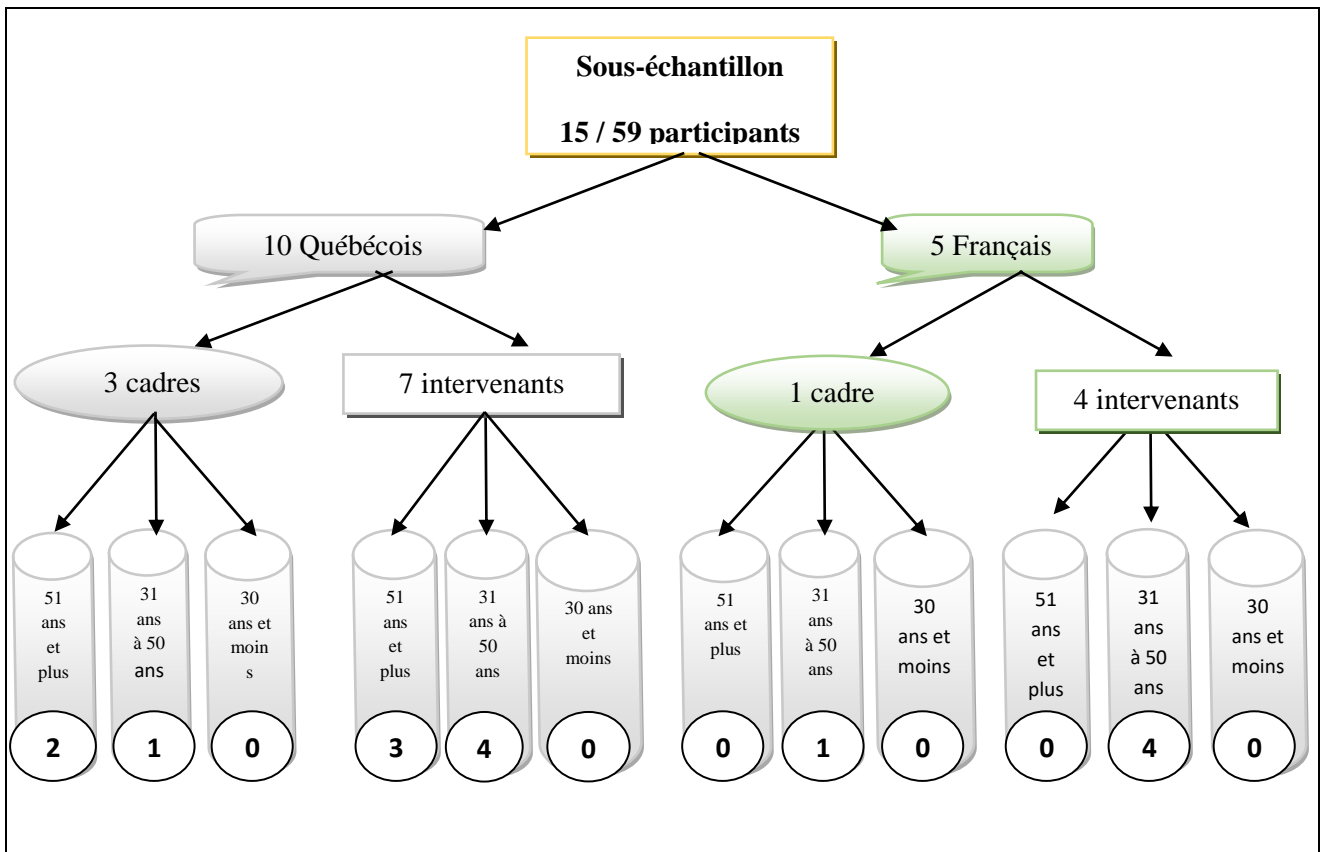 Sous-échantillon
15 / 59 participants
10 Québécois
5 Français
3 cadres
7 intervenants
1 cadre
4 intervenants
51
ans
et
plus
31
ans
à 50
ans
30
ans et
moin
s
51
ans
et
plus
31
ans à
50
ans
30 ans
et
moins
51
ans et
plus
31
ans
à 50
ans
30
ans et
moins
51
ans
et
plus
31
ans
à 50
ans
30
ans et
moins
2
1
0
3
4
0
0
1
0
0
4
0